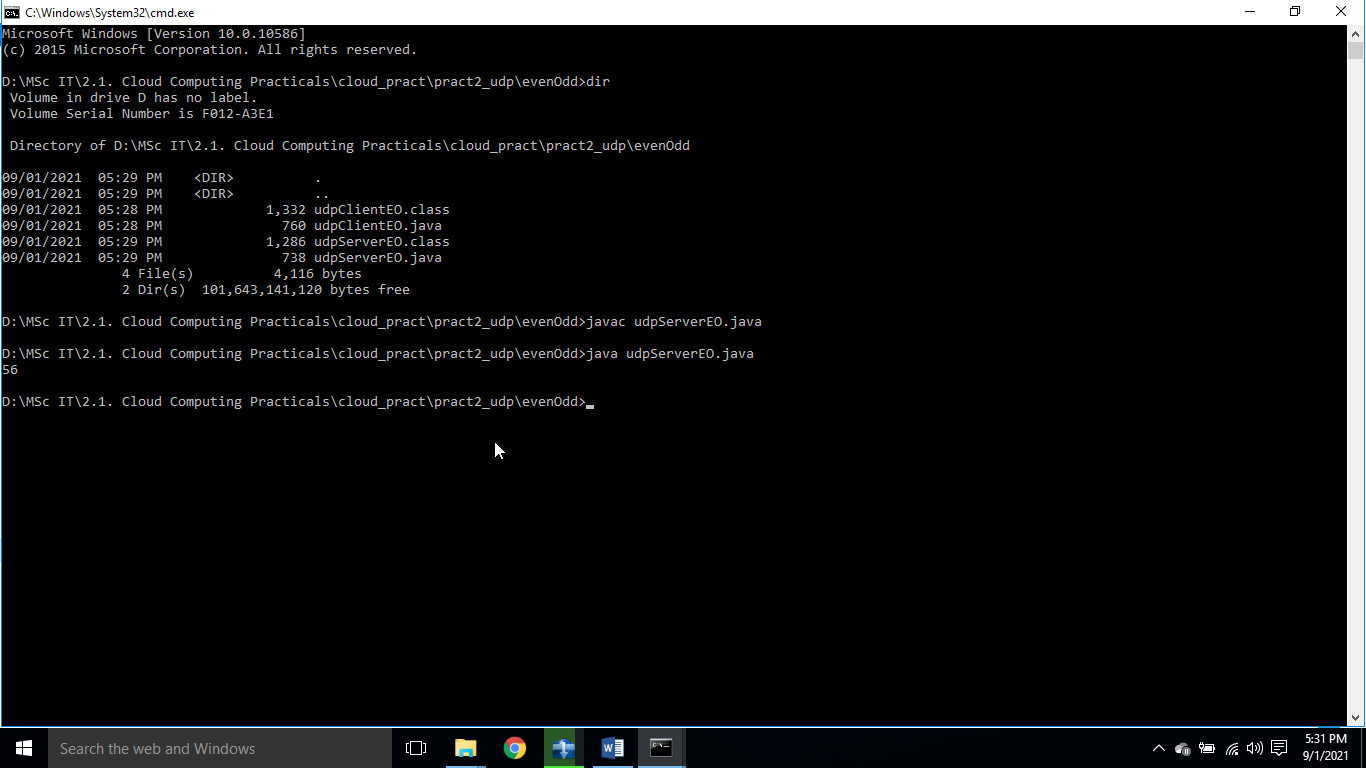 C:\Windows\System32\cmd.exe
Microsoft Windows [Version 10.0.10586]
(c) 2015 Microsoft Corporation. All rights reserved.
D:\MSc IT\2.1. Cloud Computing Practicals\cloud_pract\pract2_udp\evenOdd>dir
Volume in drive D has no label.
Volume Serial Number is F012-A3E1
Directory of D:\MSc IT\2.1. Cloud Computing Practicals\cloud_pract\pract2_udp\evenOdd
09/01/2021  05:29 PM    <DIR>          .
09/01/2021  05:29 PM    <DIR>          ..
09/01/2021  05:28 PM             1,332 udpClientEO.class
09/01/2021  05:28 PM               760 udpClientEO.java
09/01/2021  05:29 PM             1,286 udpServerEO.class
09/01/2021  05:29 PM               738 udpServerEO.java
4 File(s)          4,116 bytes
2 Dir(s)  101,643,141,120 bytes free
D:\MSc IT\2.1. Cloud Computing Practicals\cloud_pract\pract2_udp\evenOdd>javac udpServerEO.java
D:\MSc IT\2.1. Cloud Computing Practicals\cloud_pract\pract2_udp\evenOdd>java udpServerEO.java
56
D:\MSc IT\2.1. Cloud Computing Practicals\cloud_pract\pract2_udp\evenOdd>
Search the web and Windows
5:31 PM
9/1/2021